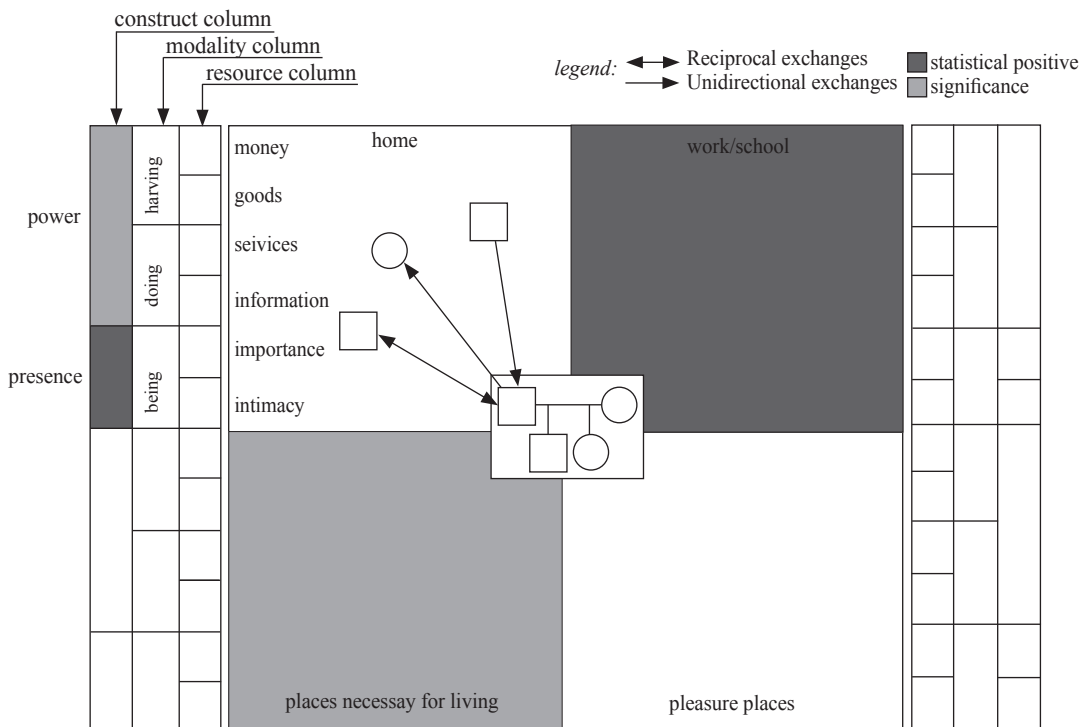 construct column
modality column
resource column
legend:
Reciprocal exchanges
Unidirectional exchanges
statistical positive
significance
power
presence
harving
doing
being
money
goods
seivices
information
importance
intimacy
home
work/school
places necessay for living
pleasure places